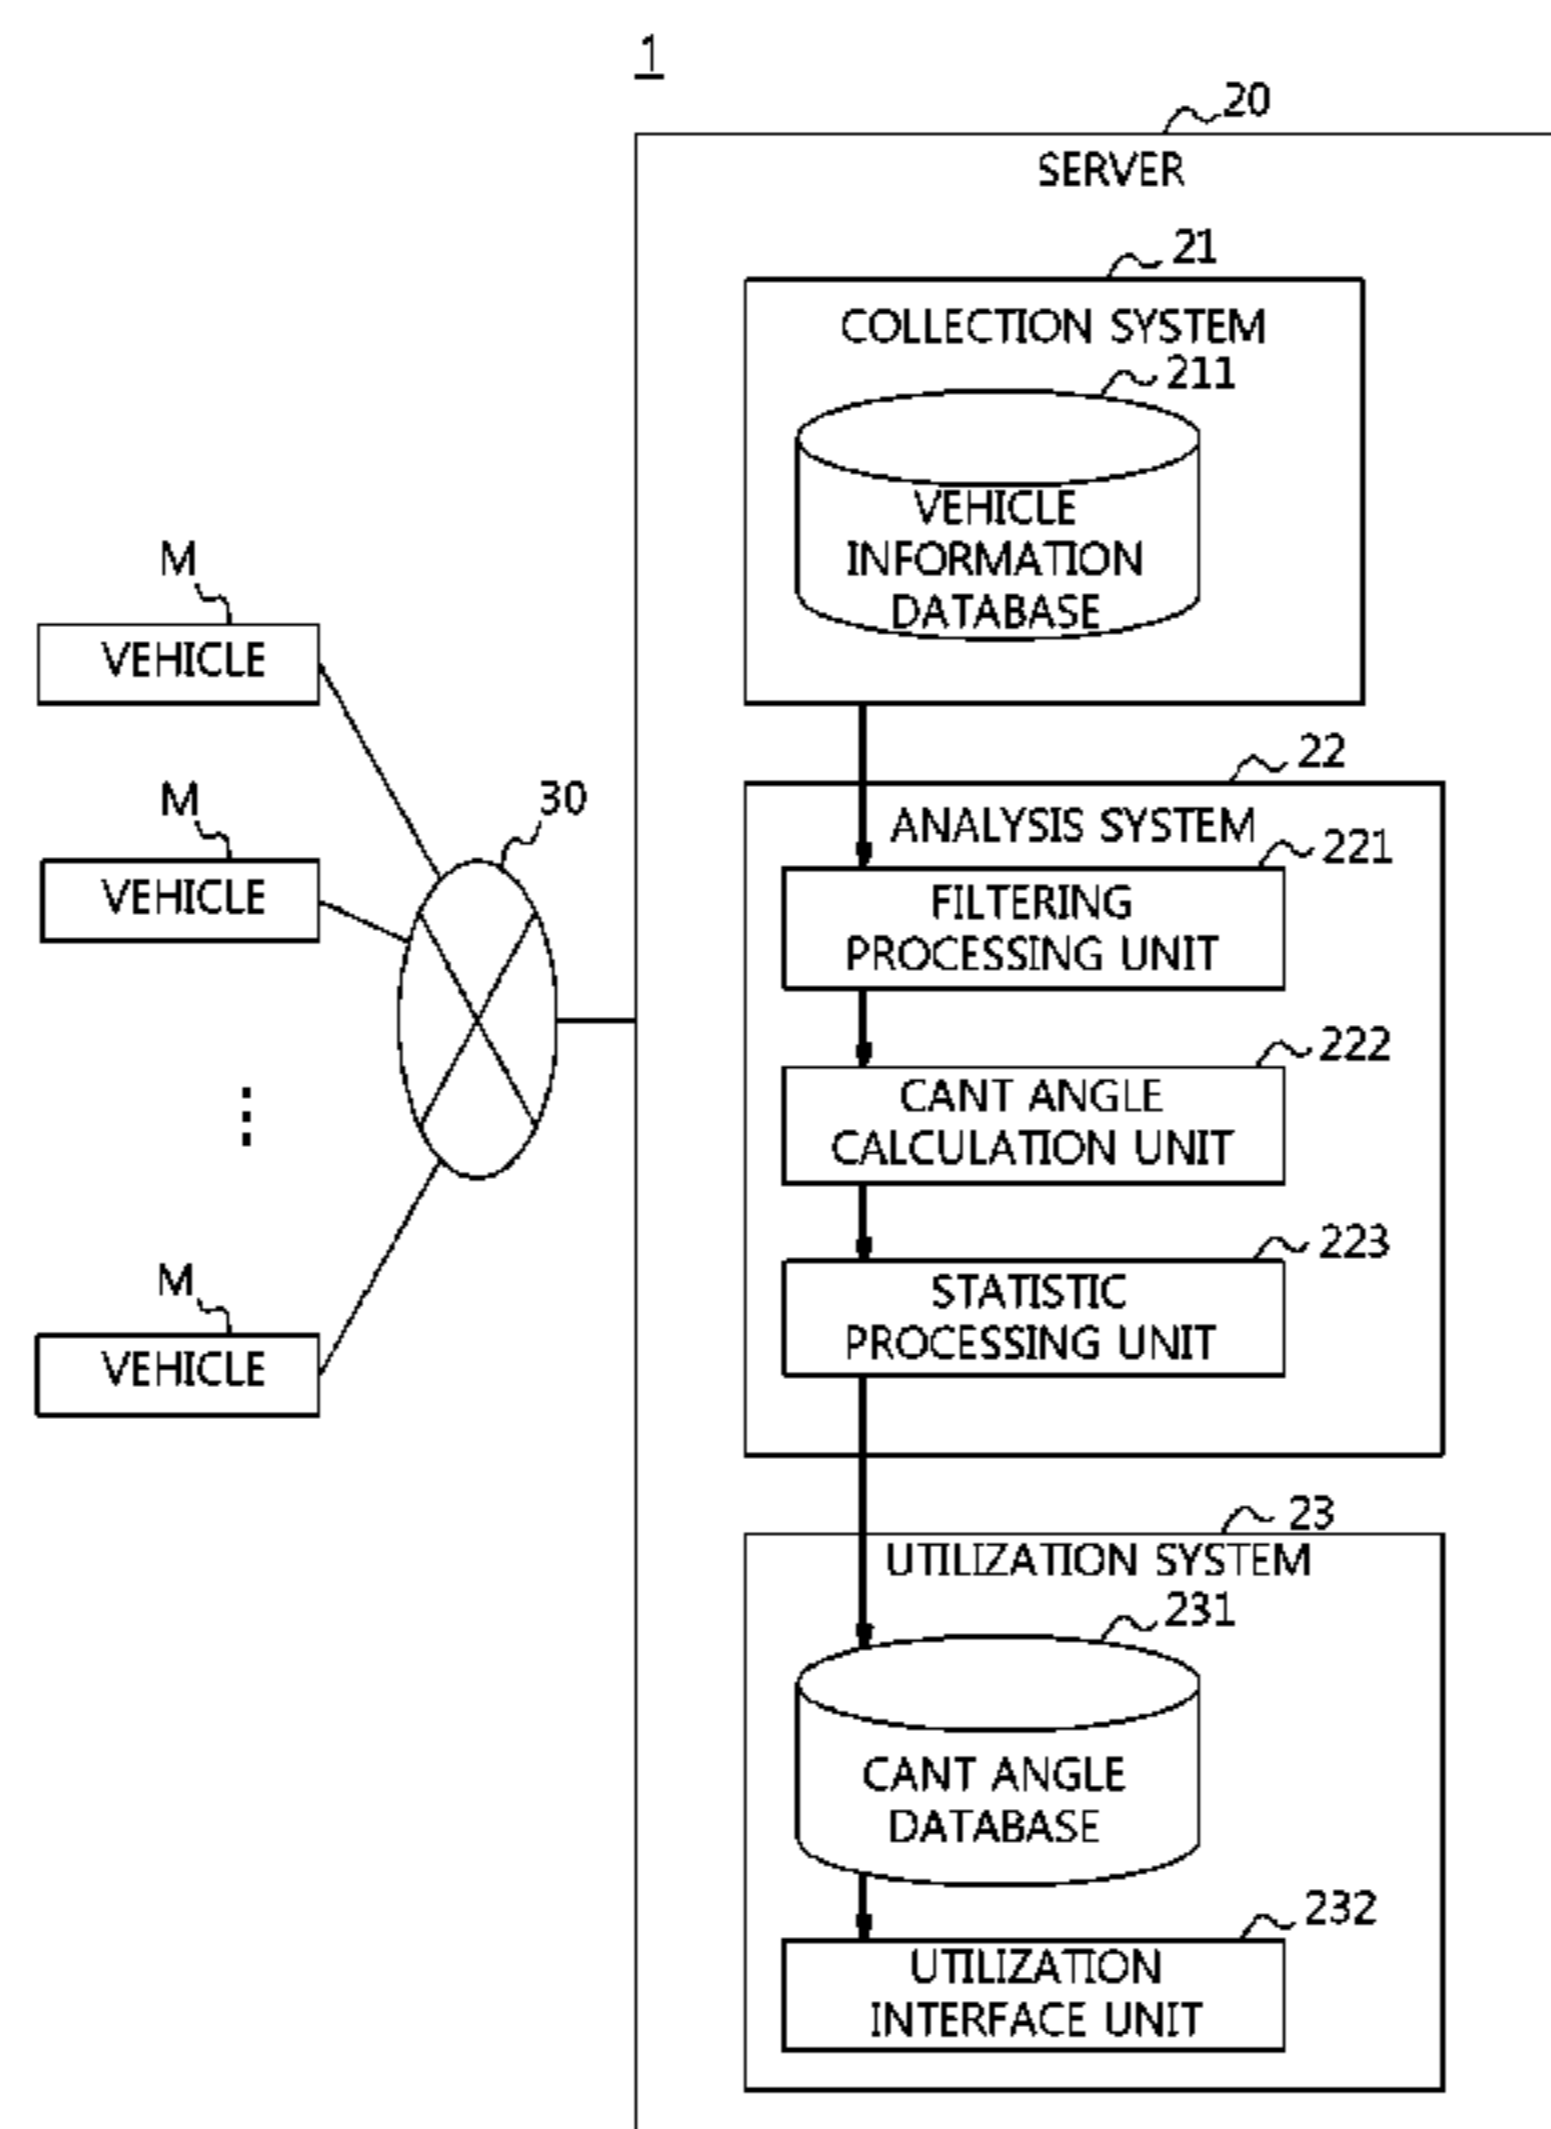 1
20
SERVER
21
COLLECTION SYSTEM
211
VEHICLE
INFORMATION
DATABASE
M
VEHICLE
M
VEHICLE
30
M
VEHICLE
22
ANALYSIS SYSTEM
221
FILTERING
PROCESSING UNIT
222
CANT ANGLE
CALCULATION UNIT
223
STATISTIC
PROCESSING UNIT
23
UTILIZATION SYSTEM
231
CANT ANGLE
DATABASE
232
UTILIZATION
INTERFACE UNIT